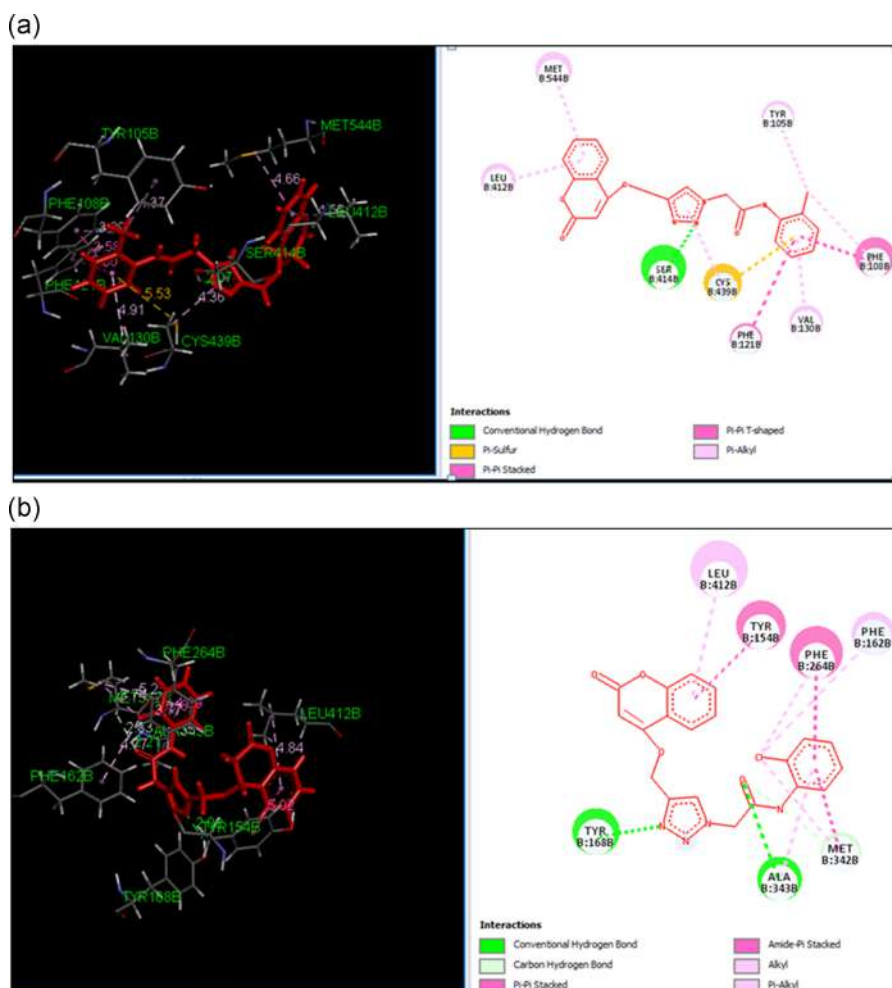 (a)
TYR105B
MET544B
4.66
PHE108B
LEU412B
SER414B
5.53
4.36
4.91
VAL130B
CYS439B
MET
B:544B
TYR
B:105B
LEU
B:412B
SER
B:414B
CYS
B:439B
PHE
B:108B
PHE
B:121B
VAL
B:130B
Interactions
Conventional Hydrogen Bond
Pi-Sulfur
Pi-Pi Stacked
Pi-Pi T-shaped
Pi-Alkyl
(b)
PHE264B
LEU412B
4.84
PHE162B
5.02
TYR154B
TYR168B
LEU
B:412B
TYR
B:154B
PHE
B:264B
PHE
B:162B
TYR
B:168B
ALA
B:343B
MET
B:342B
Interactions
Conventional Hydrogen Bond
Carbon Hydrogen Bond
Pi-Pi Stacked
Amide-Pi Stacked
Alkyl
Pi-Alkyl